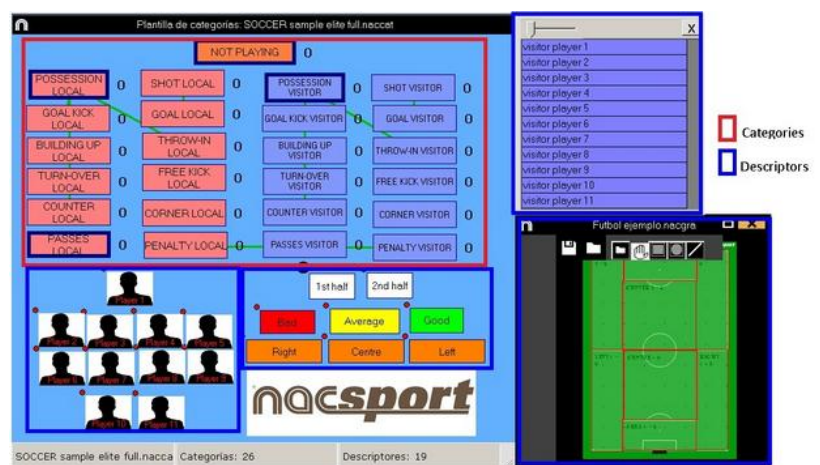 Plantilla de categorias: SOCCER sample elite full.naccat
NOT PLAYING 0
POSSESSION LOCAL 0
SHOT LOCAL 0
POSSESSION VISITOR 0
SHOT VISITOR 0
GOAL KICK LOCAL 0
GOAL LOCAL 0
GOAL KICK VISITOR 0
GOAL VISITOR 0
BUILDING UP LOCAL 0
THROW-IN LOCAL 0
BUILDING UP VISITOR 0
THROW-IN VISITOR 0
TURN-OVER LOCAL 0
FREE KICK LOCAL 0
TURN-OVER VISITOR 0
FREE KICK VISITOR 0
COUNTER LOCAL 0
CORNER LOCAL 0
COUNTER VISITOR 0
CORNER VISITOR 0
PASSES LOCAL 0
PENALTY LOCAL 0
PASSES VISITOR 0
PENALTY VISITOR 0
Player 1
Player 2
Player 3
Player 4
Player 5
Player 6
Player 7
Player 10
Player 11
1st half
2nd half
Bad
Average
Good
Right
Centre
Left
nacsport
SOCCER sample elite full.nacca
Categorías: 26
Descriptores: 19
X
visitor player 1
visitor player 2
visitor player 3
visitor player 4
visitor player 5
visitor player 6
visitor player 7
visitor player 8
visitor player 9
visitor player 10
visitor player 11
Categories
Descriptors
Futbol ejemplo.nacgra